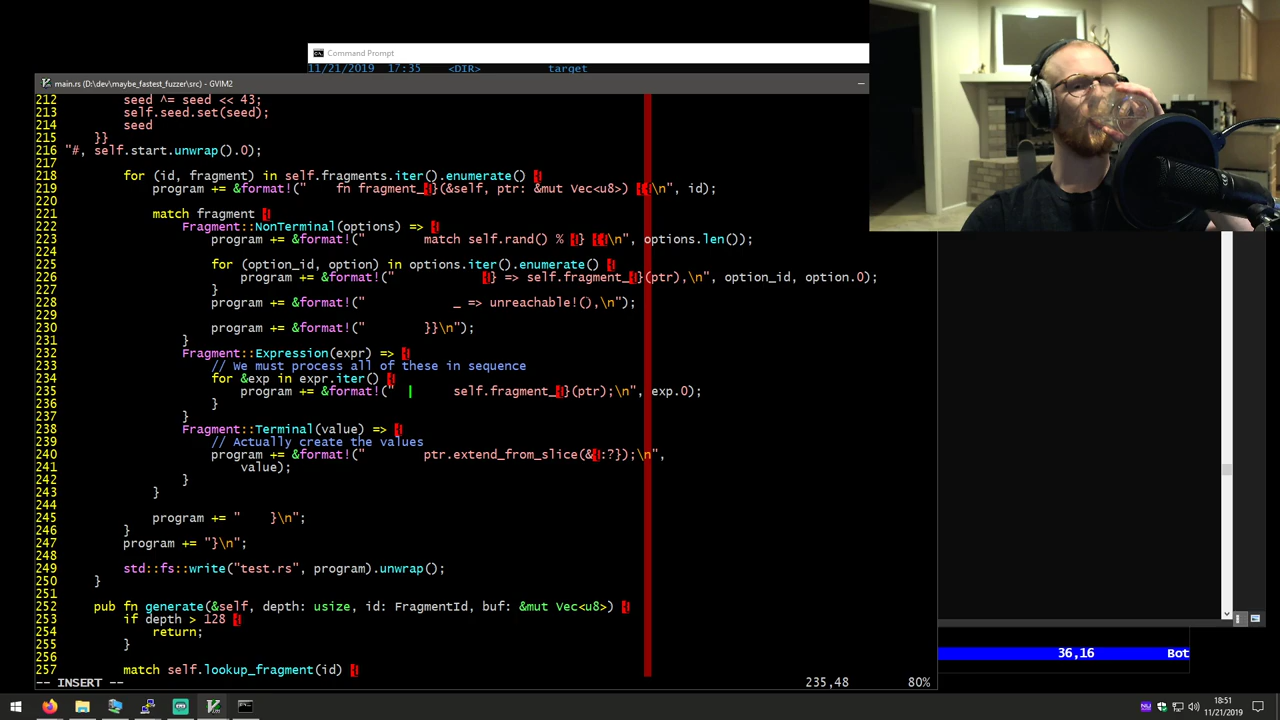 Command Prompt
11/21/2019  17:35    <DIR>          target
main.rs (D:\dev\maybe_fastest_fuzzer\src) - GVIM2
212         seed ^= seed << 43;
213         self.seed.set(seed);
214         seed
215     }}
216 "#, self.start.unwrap().0);
217
218         for (id, fragment) in self.fragments.iter().enumerate() {
219             program += &format!("    fn fragment_{}(&self, ptr: &mut Vec<u8>) {{\n", id);
220
221             match fragment {
222                 Fragment::NonTerminal(options) => {
223                     program += &format!("        match self.rand() % {} {{\n", options.len());
224
225                     for (option_id, option) in options.iter().enumerate() {
226                         program += &format!("            {} => self.fragment_{}(ptr),\n", option_id, option.0);
227                     }
228                     program += &format!("            _ => unreachable!(),\n");
229
230                     program += &format!("        }}\n");
231                 }
232                 Fragment::Expression(expr) => {
233                     // We must process all of these in sequence
234                     for &exp in expr.iter() {
235                         program += &format!("        self.fragment_{}(ptr);\n", exp.0);
236                     }
237                 }
238                 Fragment::Terminal(value) => {
239                     // Actually create the values
240                     program += &format!("        ptr.extend_from_slice(&{:?});\n",
241                         value);
242                 }
243             }
244
245             program += "    }\n";
246         }
247         program += "}\n";
248
249         std::fs::write("test.rs", program).unwrap();
250     }
251
252     pub fn generate(&self, depth: usize, id: FragmentId, buf: &mut Vec<u8>) {
253         if depth > 128 {
254             return;
255         }
256
257         match self.lookup_fragment(id) {
-- INSERT --                235,48        80%
36,16        Bot
18:51
11/21/2019